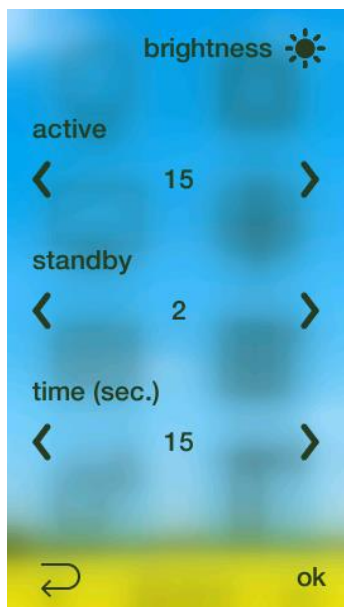 brightness
active
15
standby
2
time (sec.)
15
ok